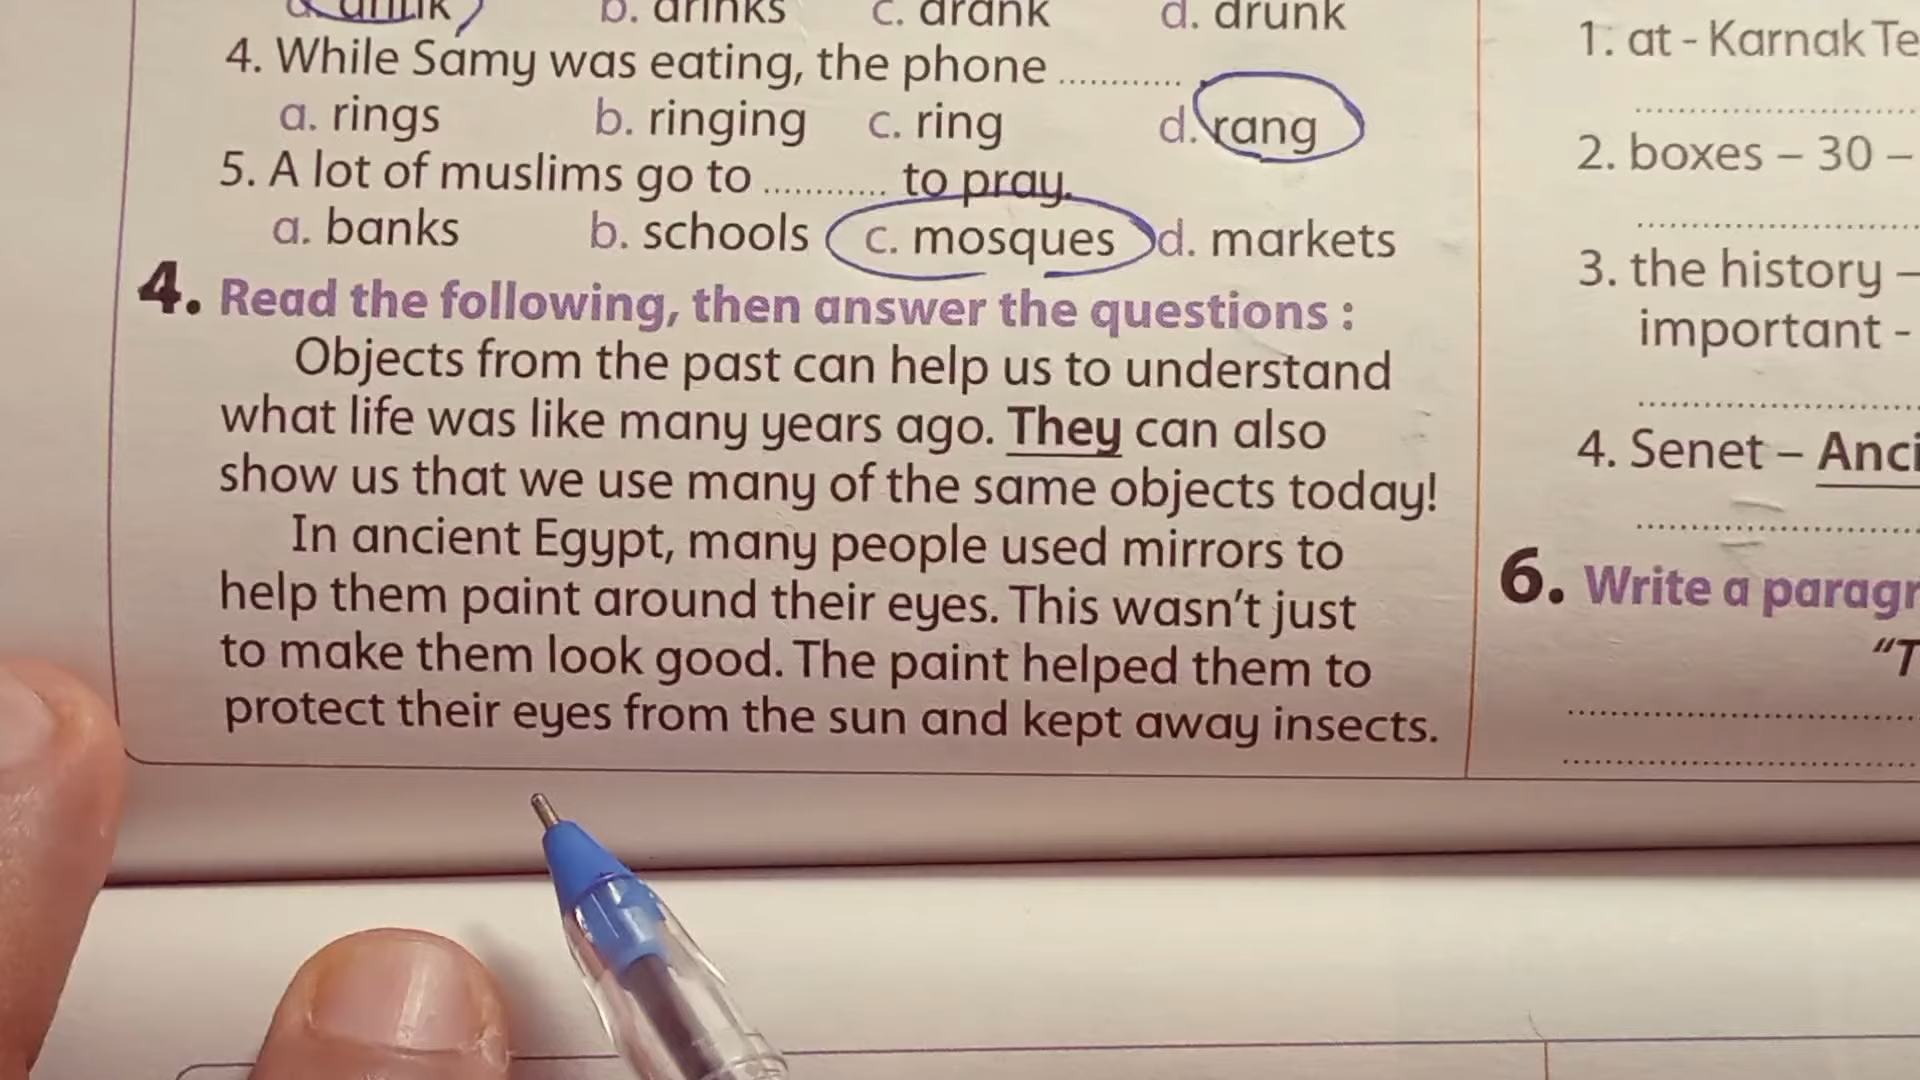 a. drink b. drinks c. drank d. drunk
4. While Samy was eating, the phone ............
a. rings b. ringing c. ring d. rang
5. A lot of muslims go to ............ to pray.
a. banks b. schools c. mosques d. markets
4. Read the following, then answer the questions :
Objects from the past can help us to understand
what life was like many years ago. They can also
show us that we use many of the same objects today!
In ancient Egypt, many people used mirrors to
help them paint around their eyes. This wasn't just
to make them look good. The paint helped them to
protect their eyes from the sun and kept away insects.
1. at - Karnak Te
2. boxes – 30 –
3. the history –
important -
4. Senet – Anci
6. Write a paragr
"T